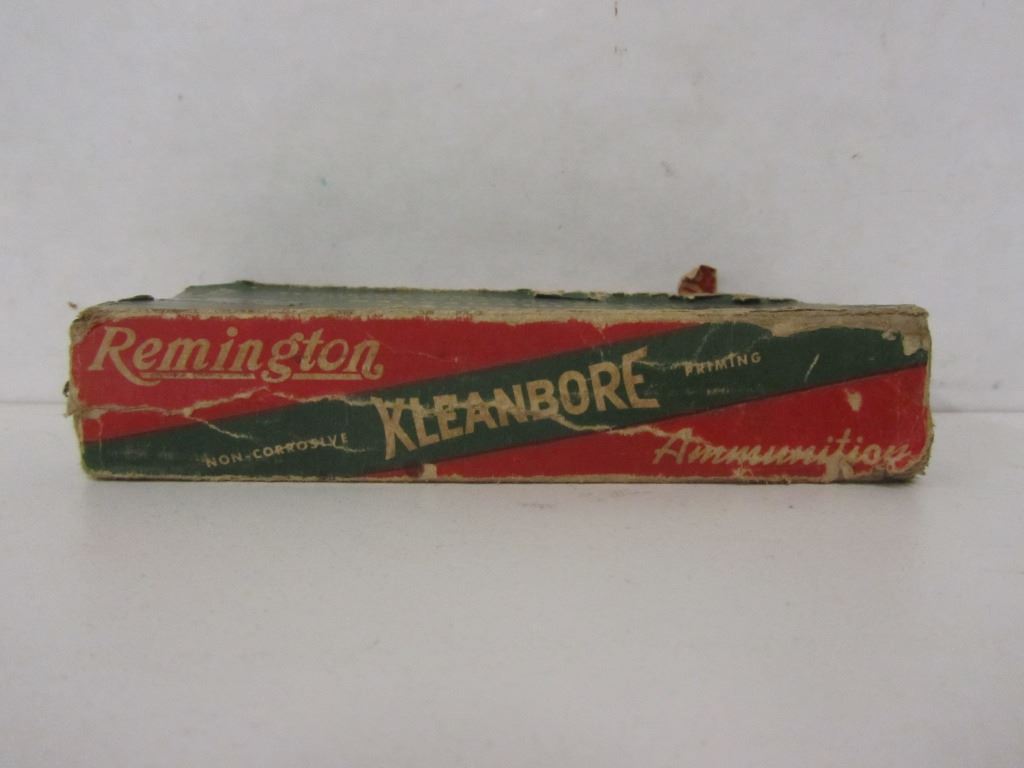 Remington
NON-CORROSIVE KLEANBORE PRIMING
Ammunition